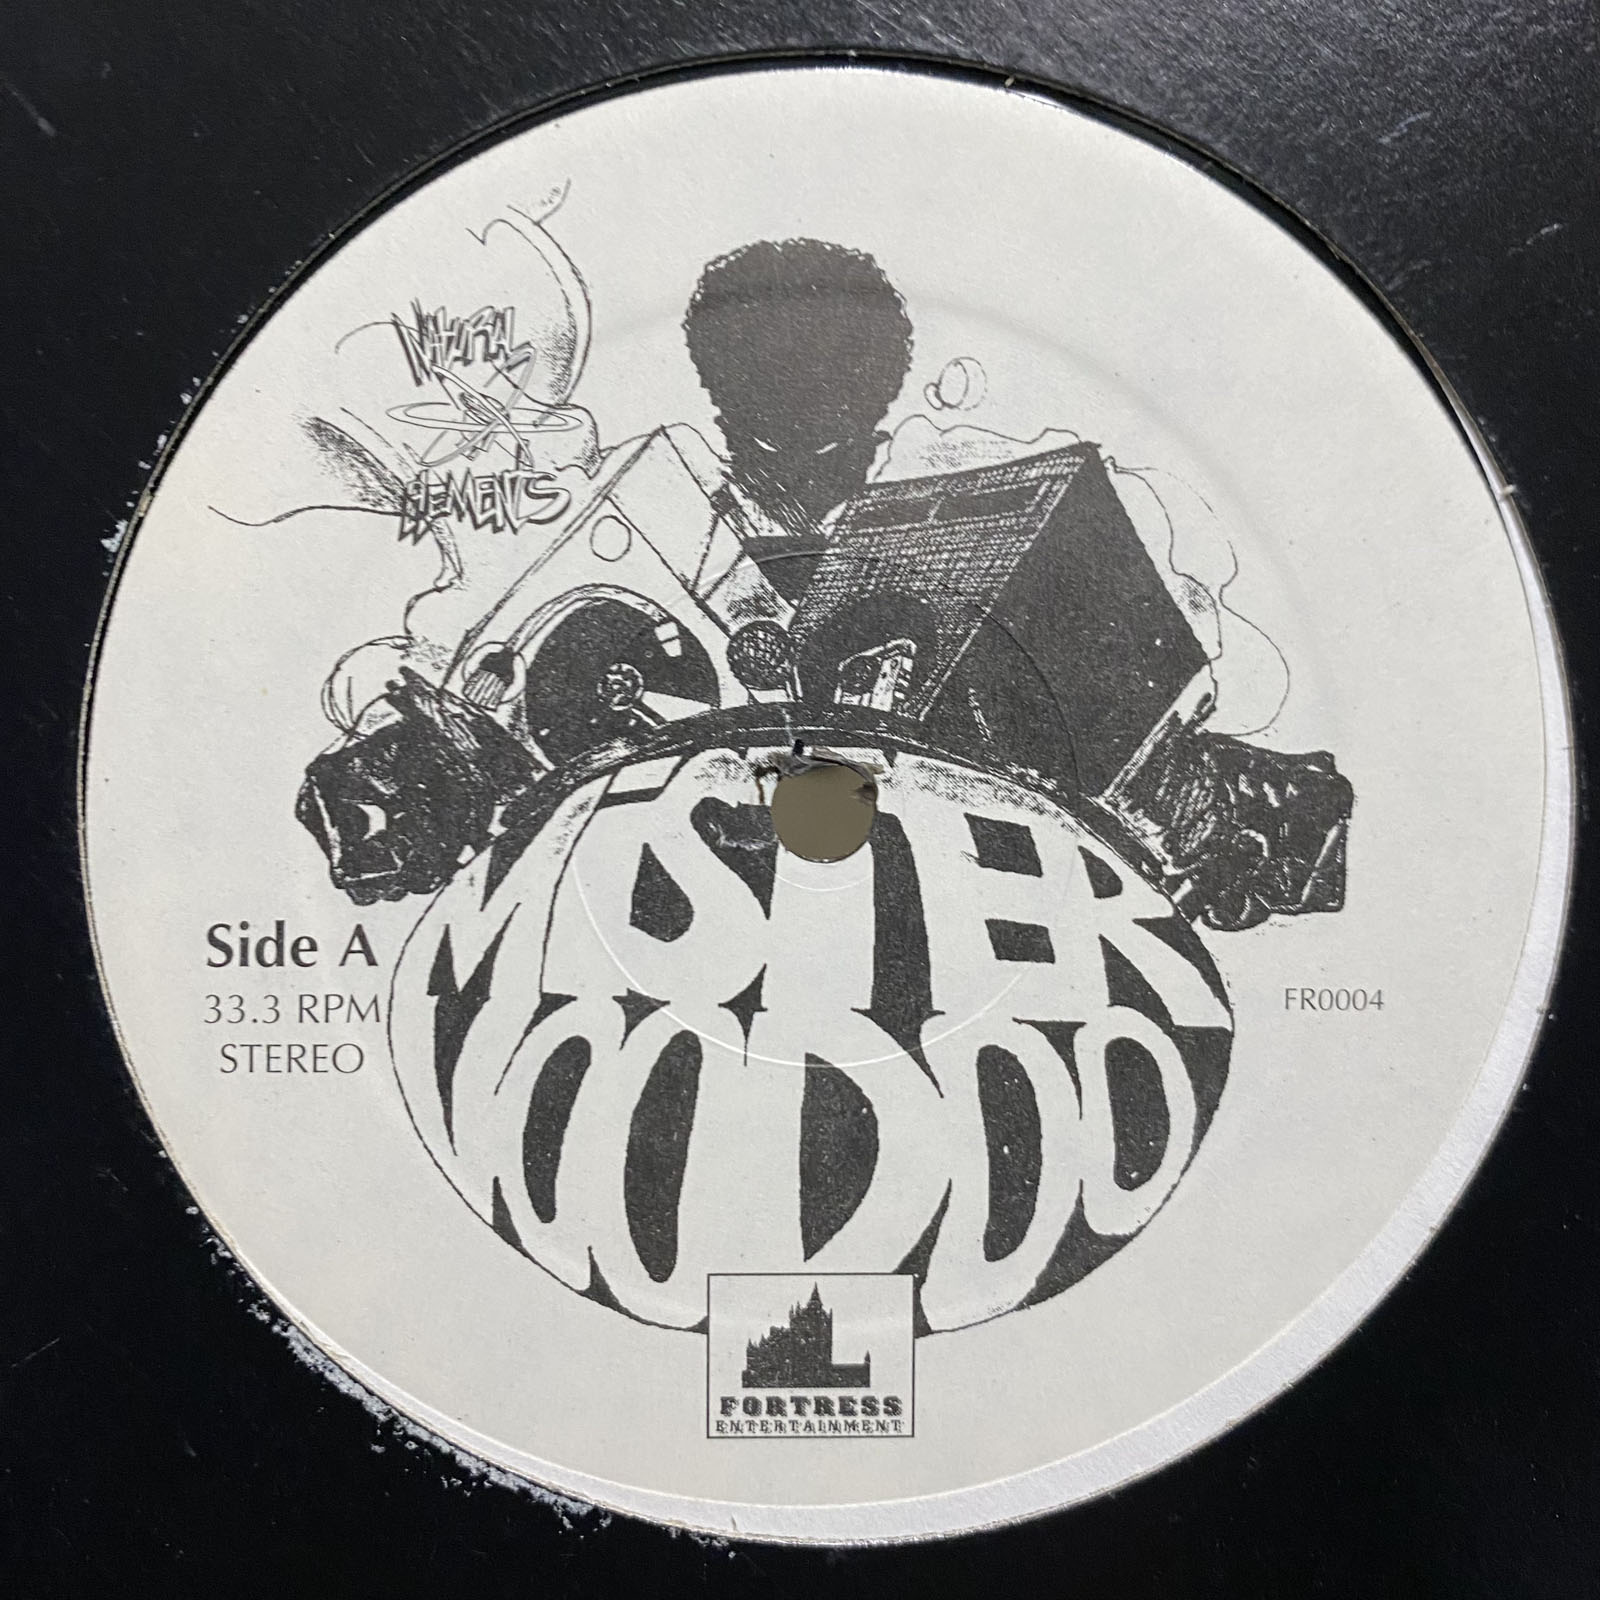 NATURAL
ELEMENTS
MISTER
VOODOO
Side A
33.3 RPM
STEREO
FR0004
FORTRESS
ENTERTAINMENT